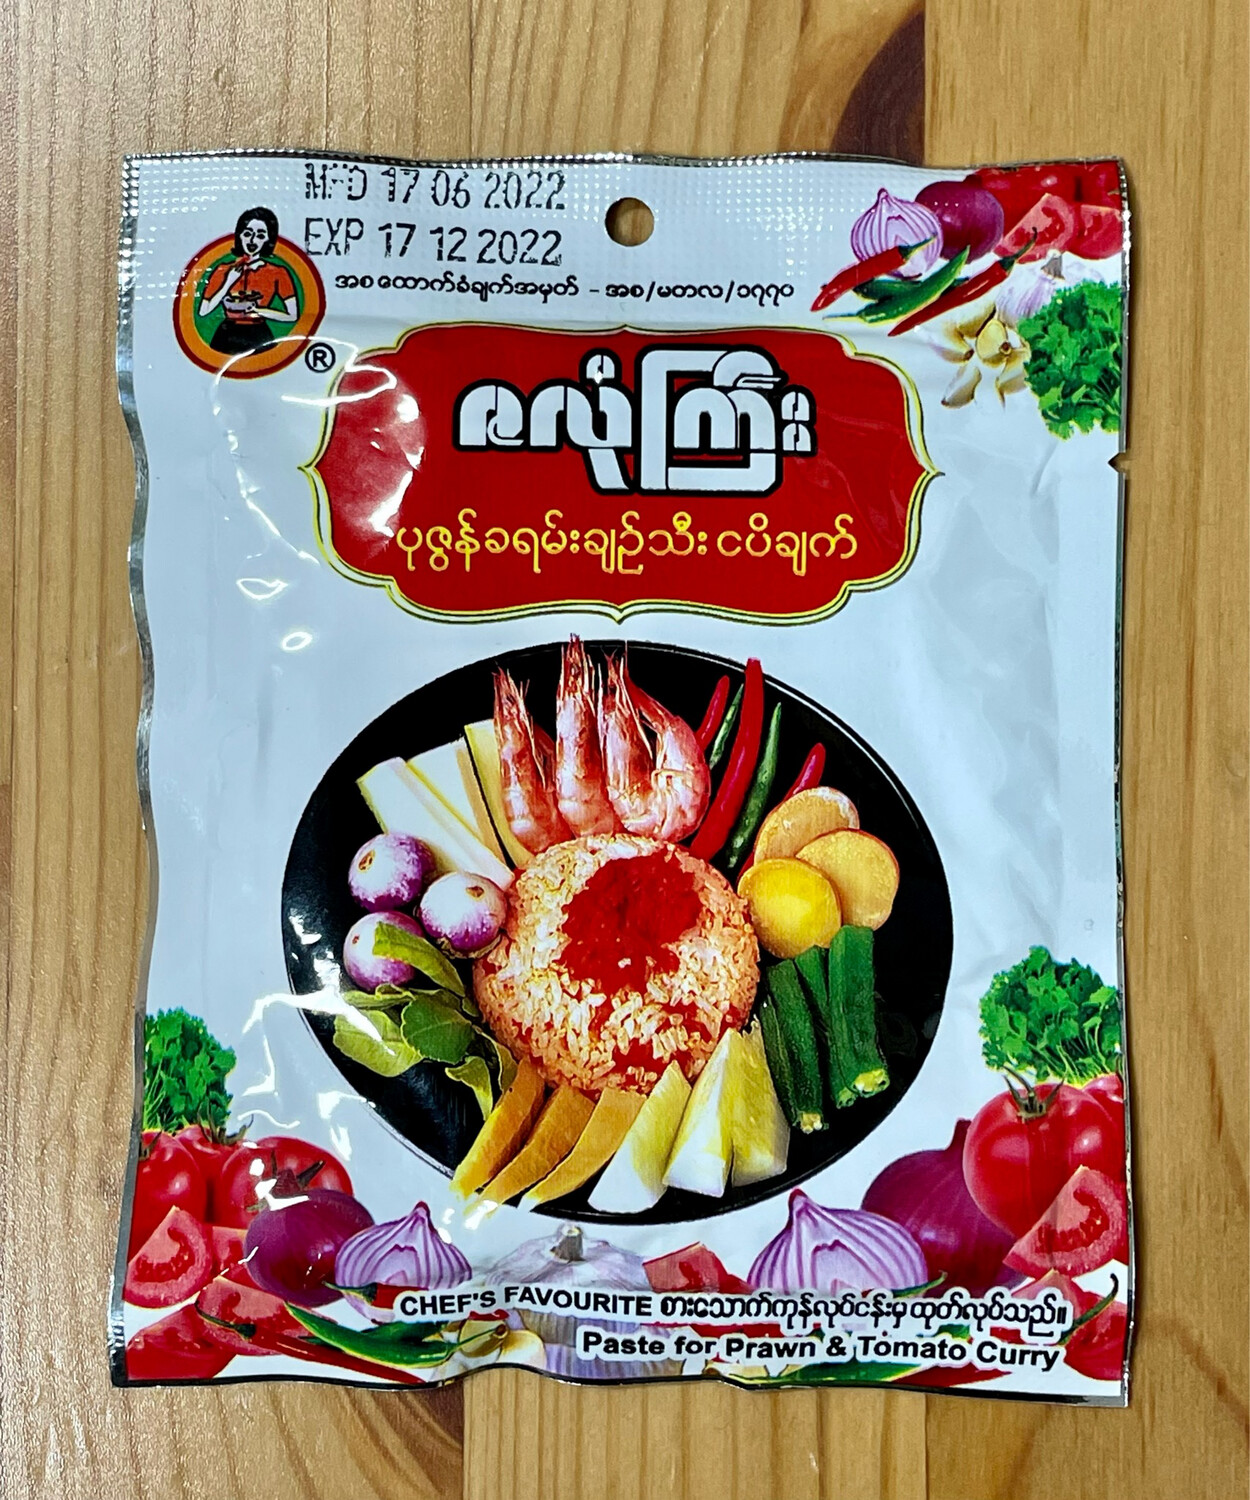 MFD 17 06 2022
EXP 17 12 2022
အစထောက်ခံချက်အမှတ် - အစ/မတလ/၁၇၇၀
®
ဇလုံကြီး
ပုဇွန်ခရမ်းချဉ်သီးငပိချက်
CHEF'S FAVOURITE စားသောက်ကုန်လုပ်ငန်းမှထုတ်လုပ်သည်။
Paste for Prawn & Tomato Curry